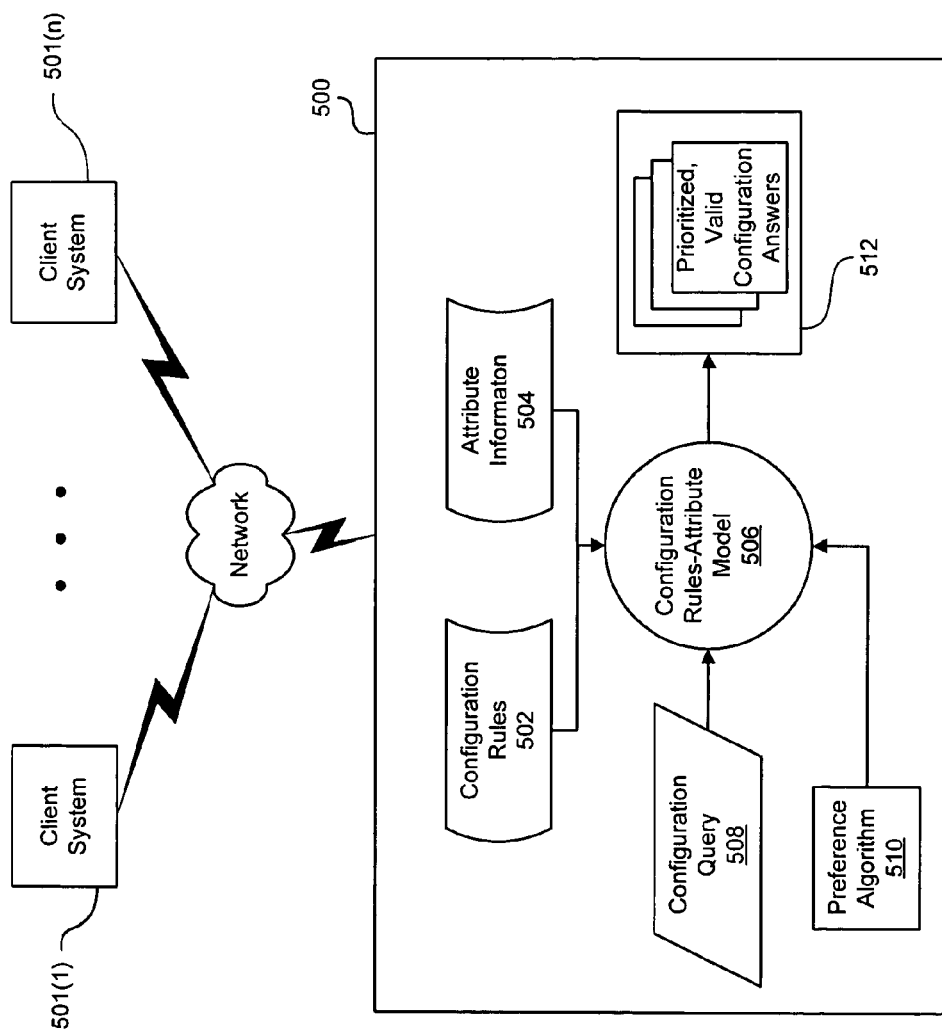 501(1)
Client
System
• • •
Client
System
501(n)
Network
500
Configuration
Rules
502
Attribute
Informaton
504
Configuration
Query
508
Configuration
Rules-Attribute
Model
506
Prioritized,
Valid
Configuration
Answers
512
Preference
Algorithm
510